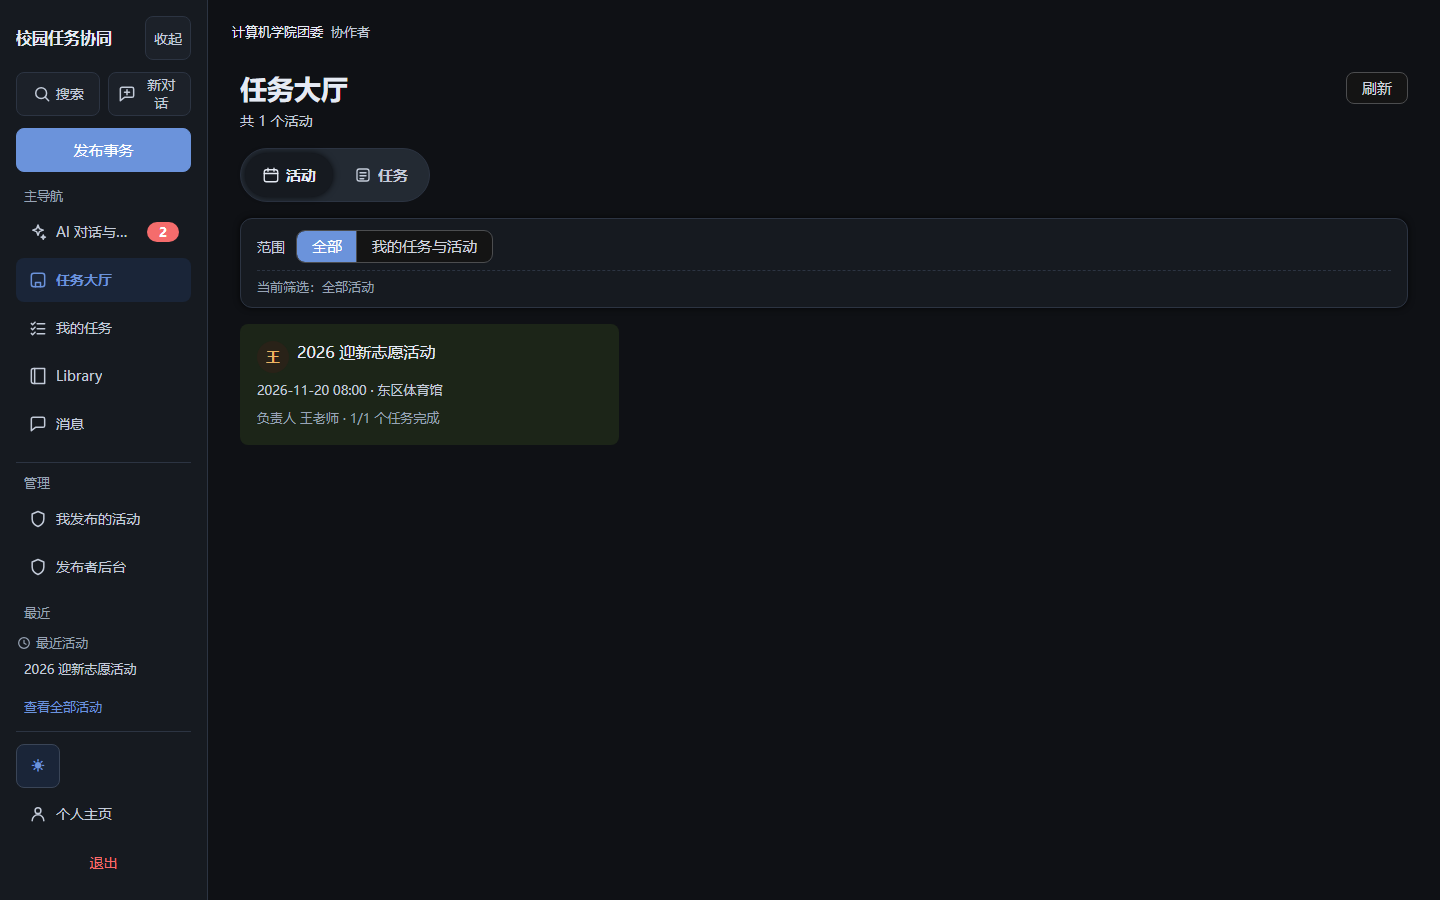 校园任务协同
收起
搜索
新对话
发布事务
主导航
AI 对话与...
2
任务大厅
我的任务
Library
消息
管理
我发布的活动
发布者后台
最近
最近活动
2026 迎新志愿活动
查看全部活动
个人主页
退出
计算机学院团委 协作者
任务大厅
共 1 个活动
刷新
活动
任务
范围
全部
我的任务与活动
当前筛选：全部活动
王
2026 迎新志愿活动
2026-11-20 08:00 · 东区体育馆
负责人 王老师 · 1/1 个任务完成